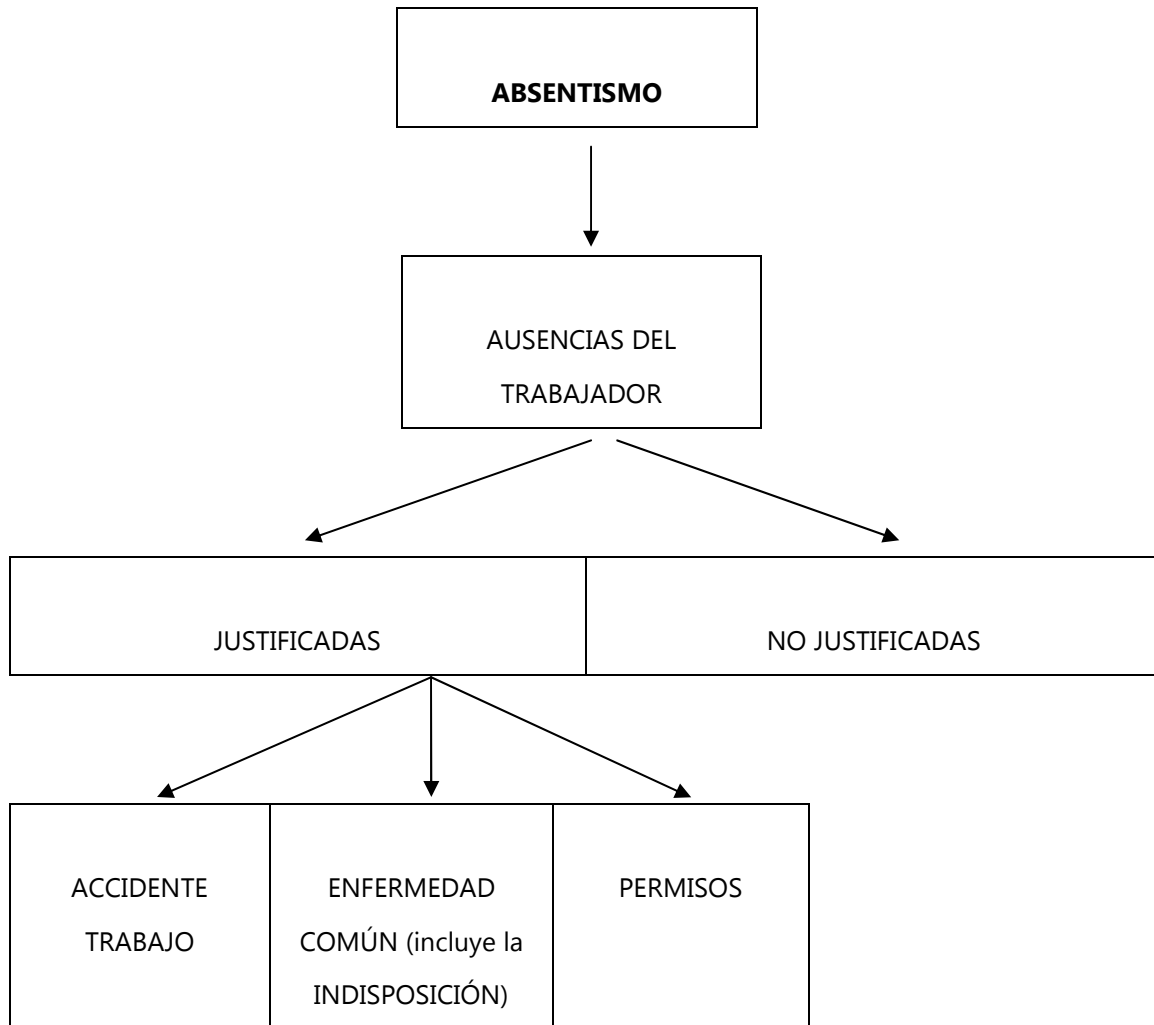 ABSENTISMO
AUSENCIAS DEL
TRABAJADOR
JUSTIFICADAS
NO JUSTIFICADAS
ACCIDENTE
TRABAJO
ENFERMEDAD
COMÚN (incluye la
INDISPOSICIÓN)
PERMISOS